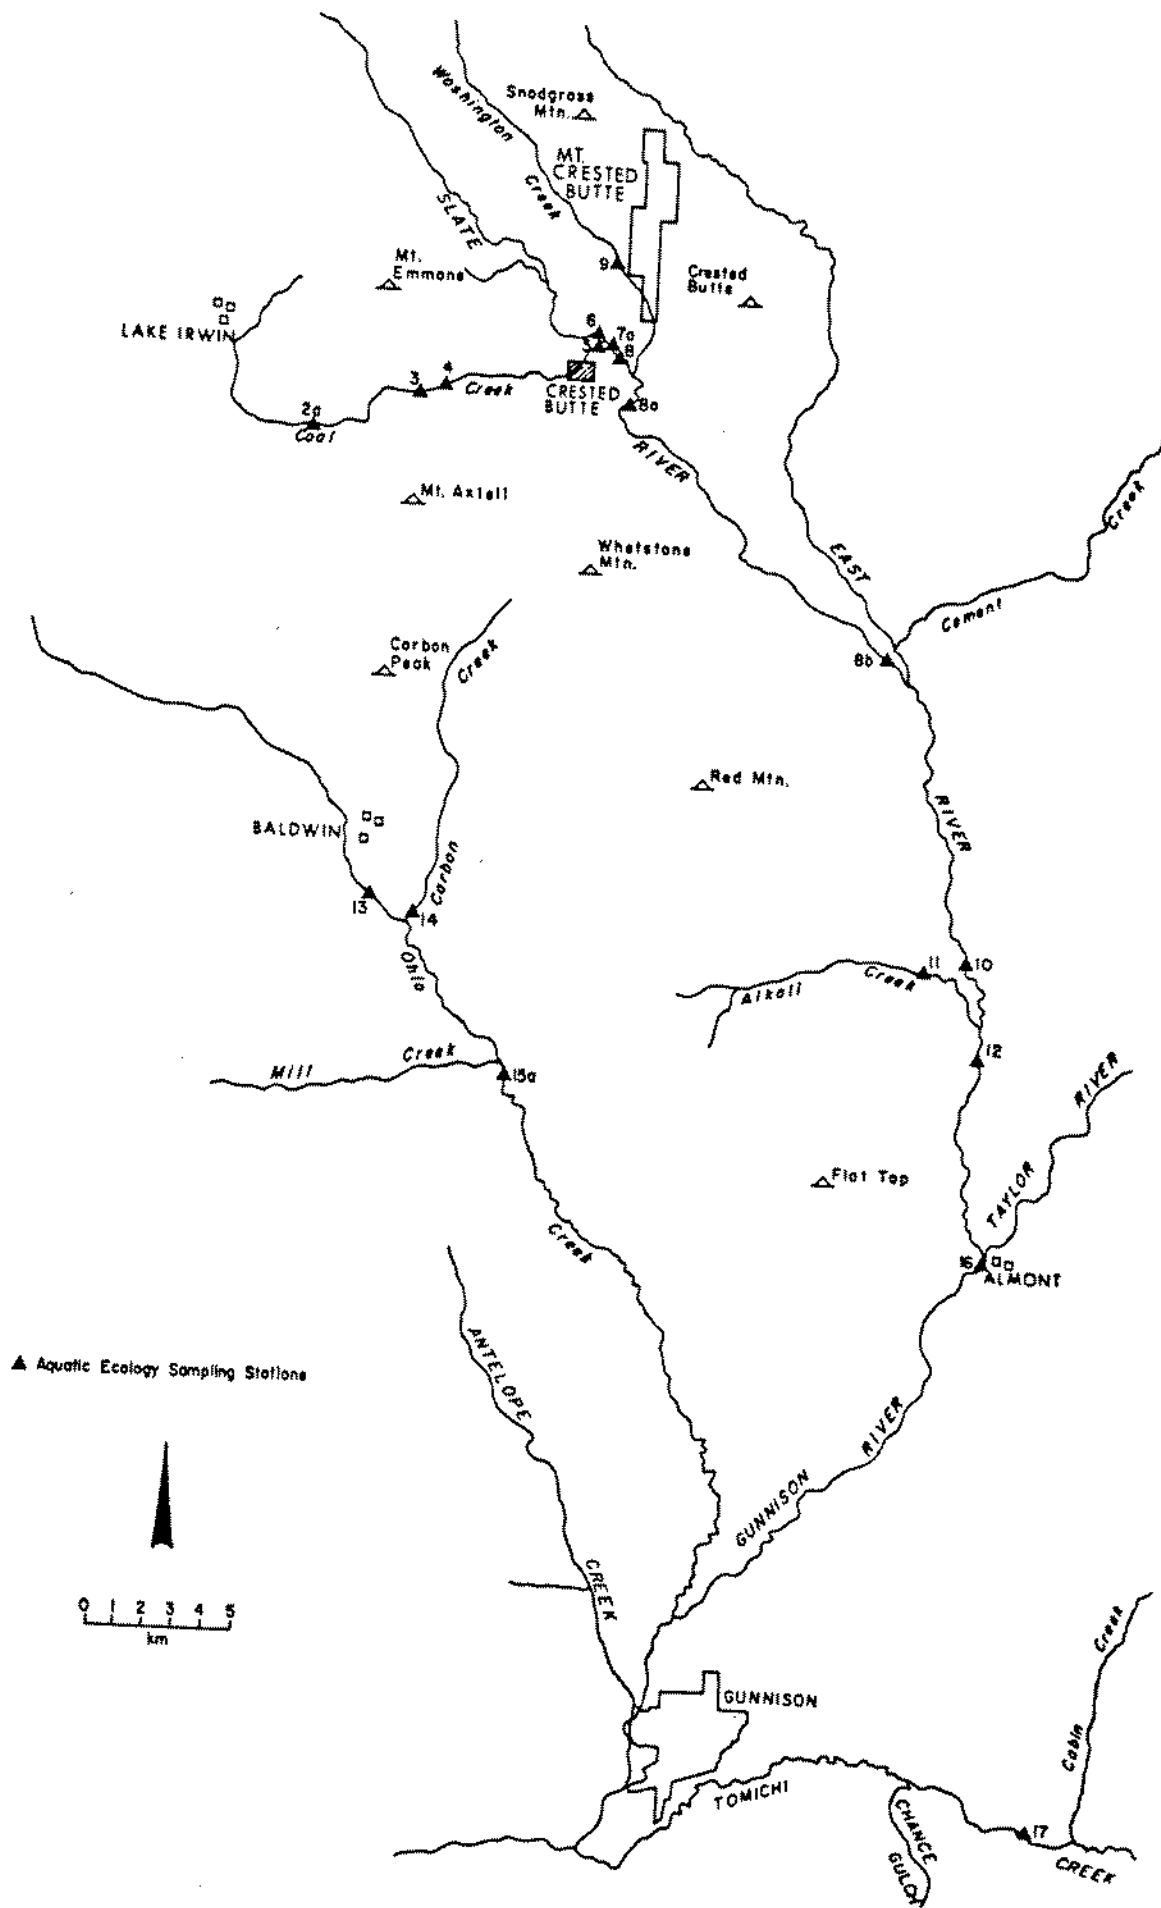 Washington
Creek
Snodgrass
Mtn.
MT.
CRESTED
BUTTE
SLATE
Mt.
Emmons
9
Crested
Butte
LAKE IRWIN
6
7a
5
8
3
4
Creek
CRESTED
BUTTE
8a
2a
Coal
RIVER
Mt. Axtell
Creek
Whetstone
Mtn.
EAST
Cement
Carbon
Peak
Creek
8b
Red Mtn.
RIVER
BALDWIN
Carbon
13
14
Ohio
11
10
Creek
Alkali
12
Creek
Mill
15a
RIVER
Flat Top
TAYLOR
Creek
16
ALMONT
ANTELOPE
Aquatic Ecology Sampling Stations
RIVER
GUNNISON
CREEK
0 1 2 3 4 5
km
Creek
GUNNISON
Cabin
TOMICHI
CHANCE
GULCH
17
CREEK